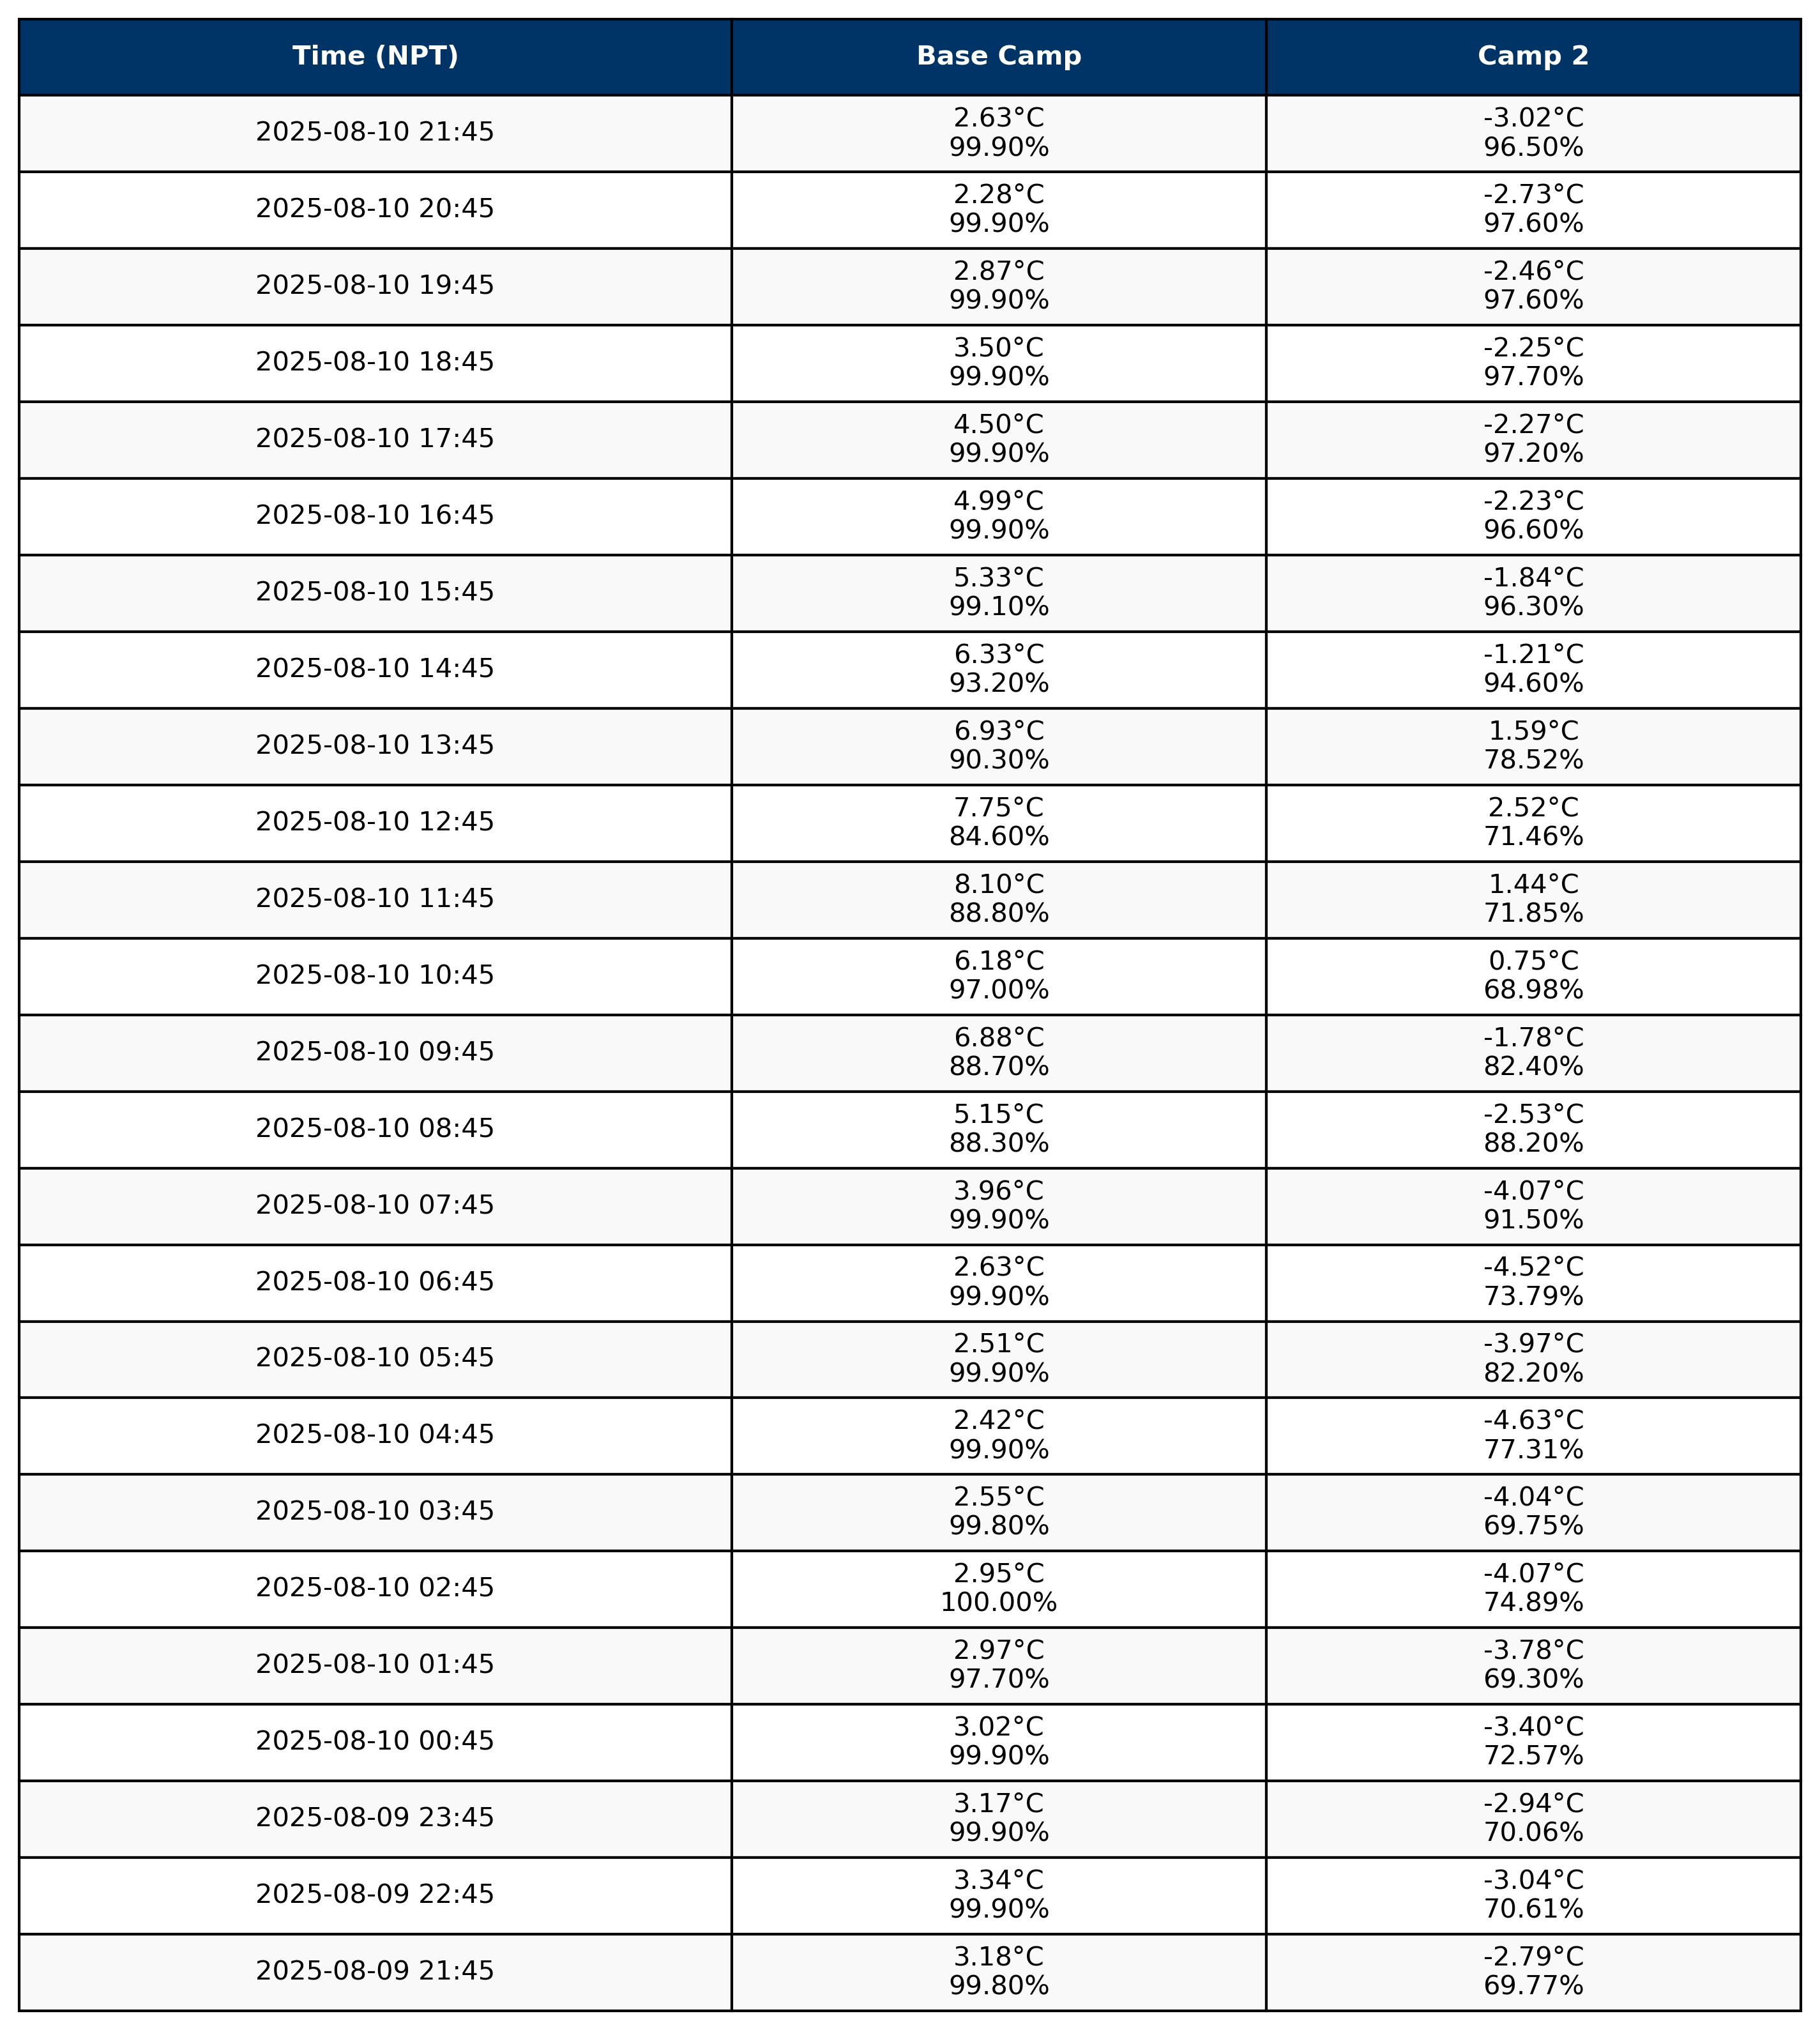 Time (NPT) Base Camp Camp 2
2025-08-10 21:45 2.63°C -3.02°C
99.90% 96.50%
2025-08-10 20:45 2.28°C -2.73°C
99.90% 97.60%
2025-08-10 19:45 2.87°C -2.46°C
99.90% 97.60%
2025-08-10 18:45 3.50°C -2.25°C
99.90% 97.70%
2025-08-10 17:45 4.50°C -2.27°C
99.90% 97.20%
2025-08-10 16:45 4.99°C -2.23°C
99.90% 96.60%
2025-08-10 15:45 5.33°C -1.84°C
99.10% 96.30%
2025-08-10 14:45 6.33°C -1.21°C
93.20% 94.60%
2025-08-10 13:45 6.93°C 1.59°C
90.30% 78.52%
2025-08-10 12:45 7.75°C 2.52°C
84.60% 71.46%
2025-08-10 11:45 8.10°C 1.44°C
88.80% 71.85%
2025-08-10 10:45 6.18°C 0.75°C
97.00% 68.98%
2025-08-10 09:45 6.88°C -1.78°C
88.70% 82.40%
2025-08-10 08:45 5.15°C -2.53°C
88.30% 88.20%
2025-08-10 07:45 3.96°C -4.07°C
99.90% 91.50%
2025-08-10 06:45 2.63°C -4.52°C
99.90% 73.79%
2025-08-10 05:45 2.51°C -3.97°C
99.90% 82.20%
2025-08-10 04:45 2.42°C -4.63°C
99.90% 77.31%
2025-08-10 03:45 2.55°C -4.04°C
99.80% 69.75%
2025-08-10 02:45 2.95°C -4.07°C
100.00% 74.89%
2025-08-10 01:45 2.97°C -3.78°C
97.70% 69.30%
2025-08-10 00:45 3.02°C -3.40°C
99.90% 72.57%
2025-08-09 23:45 3.17°C -2.94°C
99.90% 70.06%
2025-08-09 22:45 3.34°C -3.04°C
99.90% 70.61%
2025-08-09 21:45 3.18°C -2.79°C
99.80% 69.77%